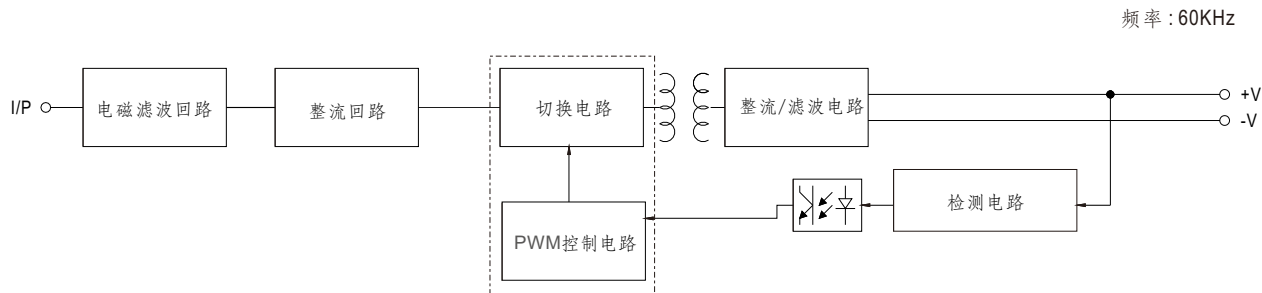 频率 : 60KHz
I/P
电磁滤波回路
整流回路
切换电路
整流/滤波电路
+V
-V
检测电路
PWM控制电路